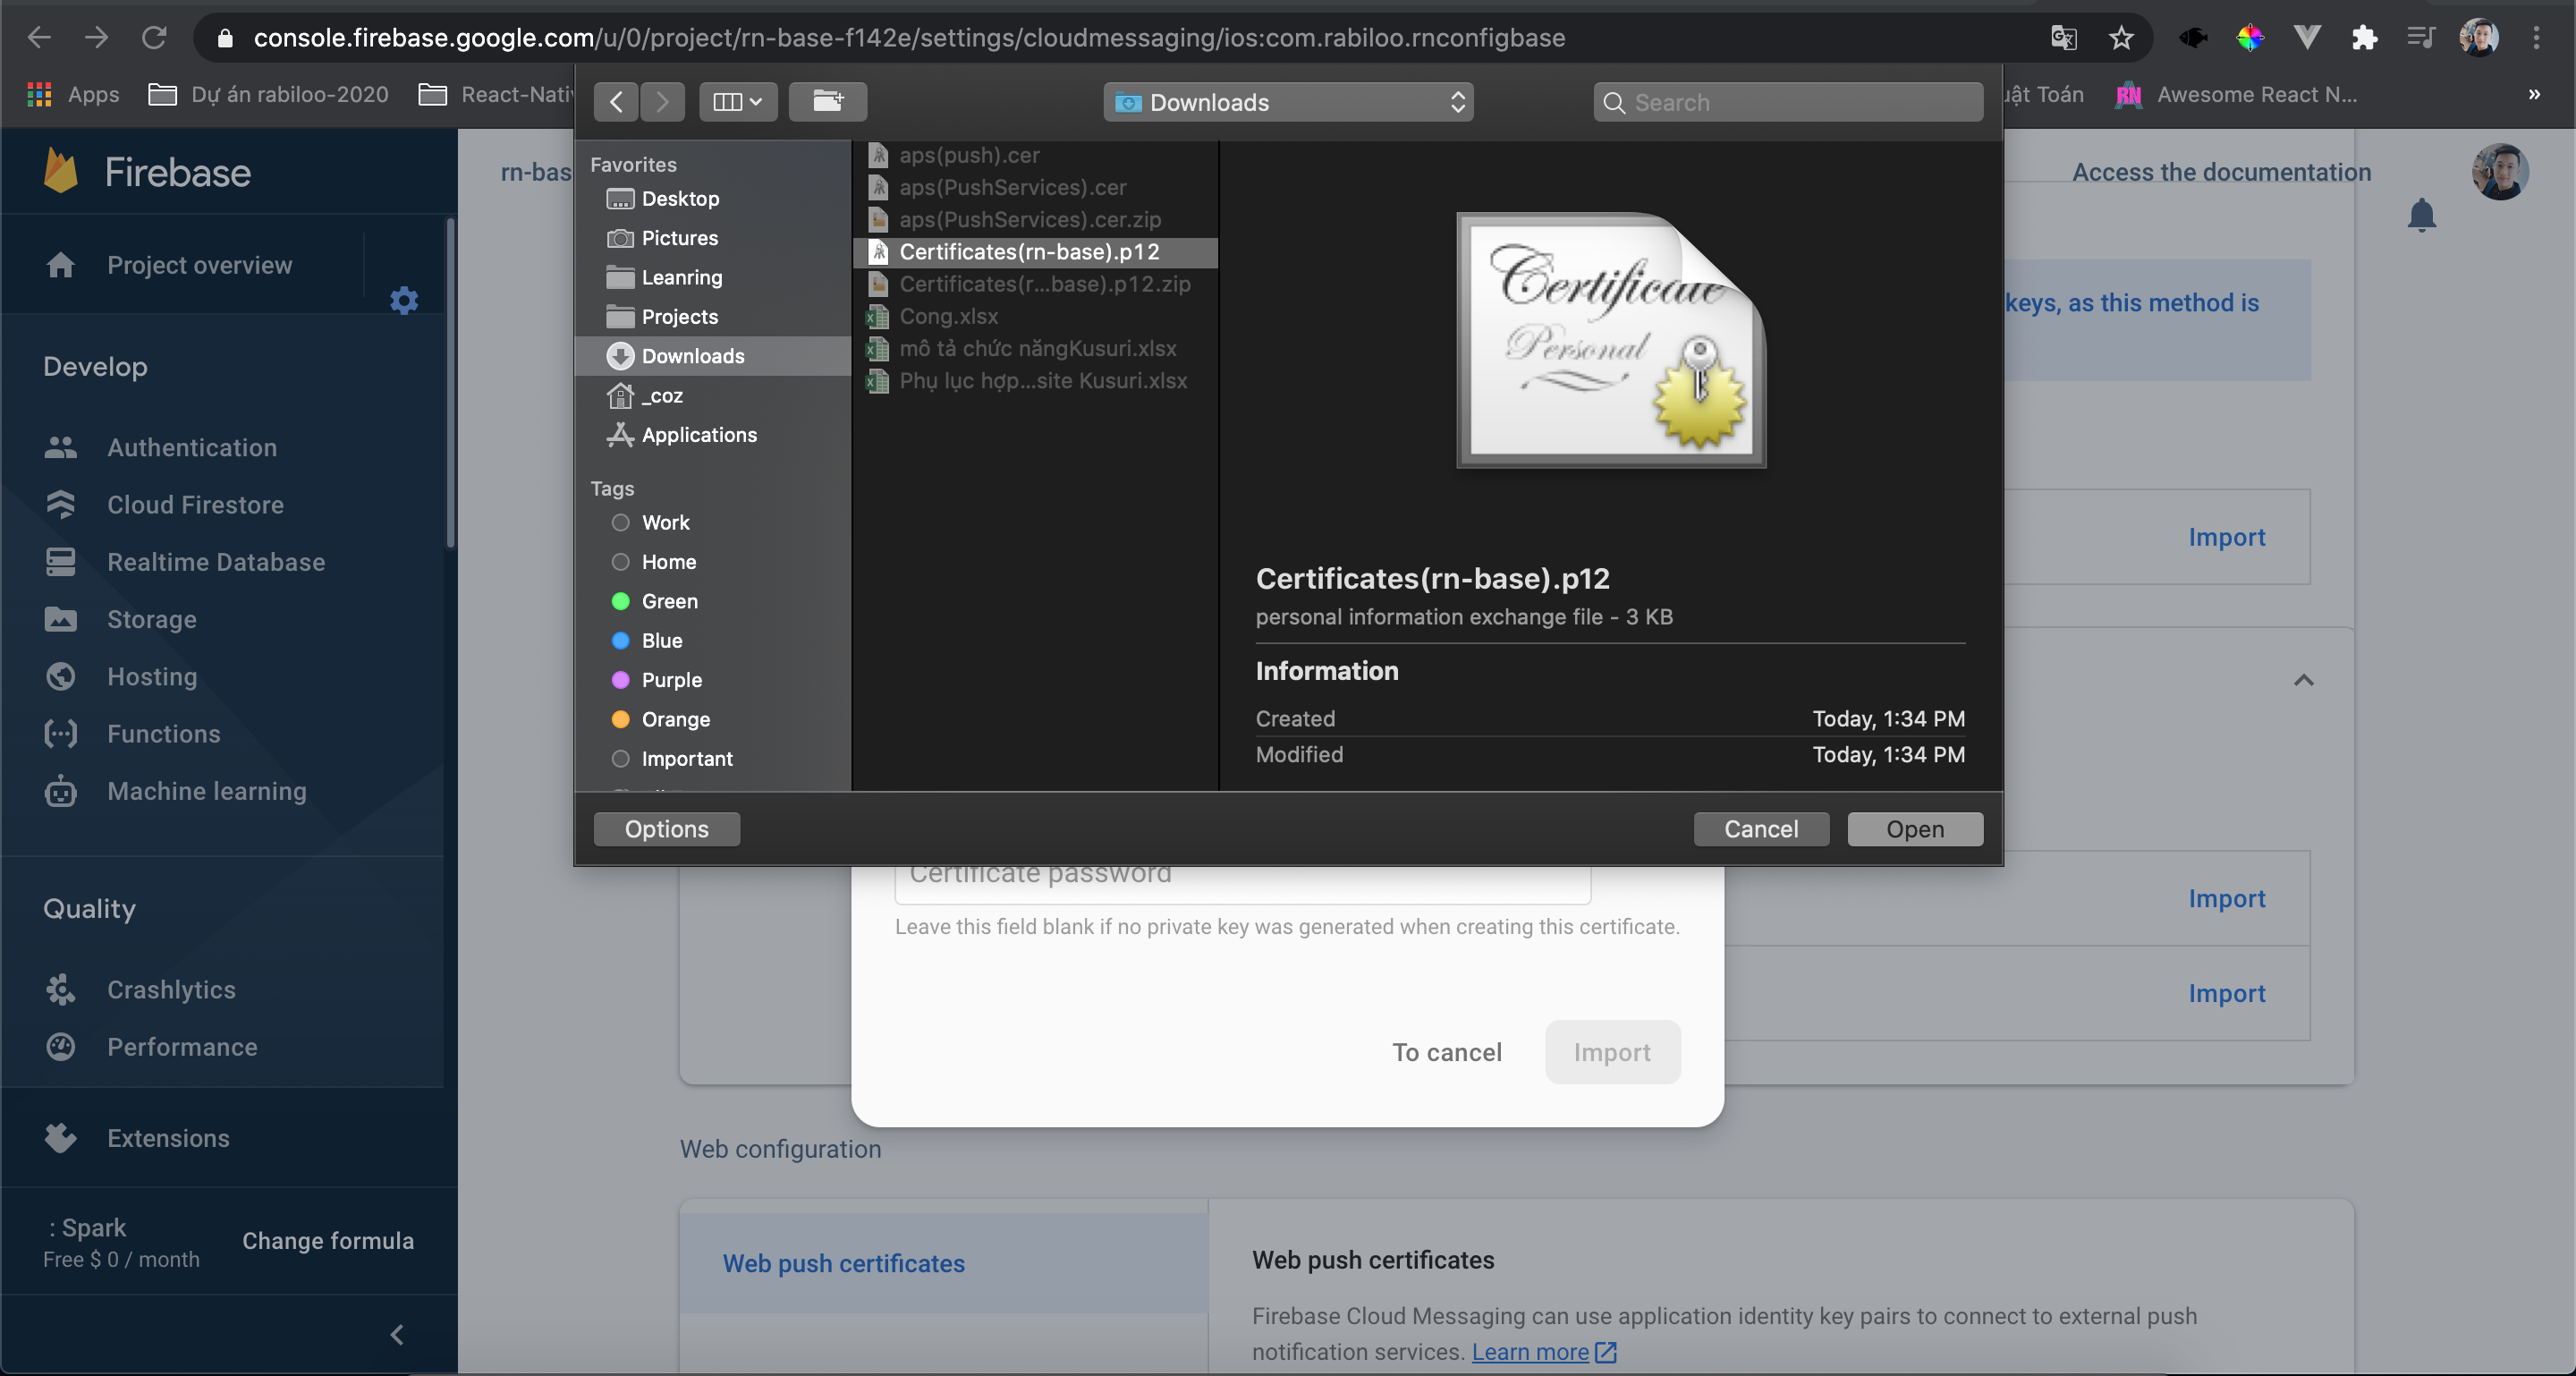 console.firebase.google.com/u/0/project/rn-base-f142e/settings/cloudmessaging/ios:com.rabiloo.rnconfigbase
Apps
Dự án rabiloo-2020
React-Nativ
uật Toán
RN
Awesome React N...
»
Downloads
Search
Firebase
rn-bas
Access the documentation
Project overview
Develop
Authentication
Cloud Firestore
Realtime Database
Storage
Hosting
Functions
Machine learning
Quality
Crashlytics
Performance
Extensions
: Spark
Free $ 0 / month
Change formula
Favorites
Desktop
Pictures
Leanring
Projects
Downloads
_coz
Applications
Tags
Work
Home
Green
Blue
Purple
Orange
Important
aps(push).cer
aps(PushServices).cer
aps(PushServices).cer.zip
Certificates(rn-base).p12
Certificates(r...base).p12.zip
Cong.xlsx
mô tả chức năngKusuri.xlsx
Phụ lục hợp...site Kusuri.xlsx
Certificate
Personal
Certificates(rn-base).p12
personal information exchange file - 3 KB
Information
Created
Today, 1:34 PM
Modified
Today, 1:34 PM
Options
Cancel
Open
keys, as this method is
Import
Import
Import
Certificate password
Leave this field blank if no private key was generated when creating this certificate.
To cancel
Import
Web configuration
Web push certificates
Web push certificates
Firebase Cloud Messaging can use application identity key pairs to connect to external push
notification services. Learn more